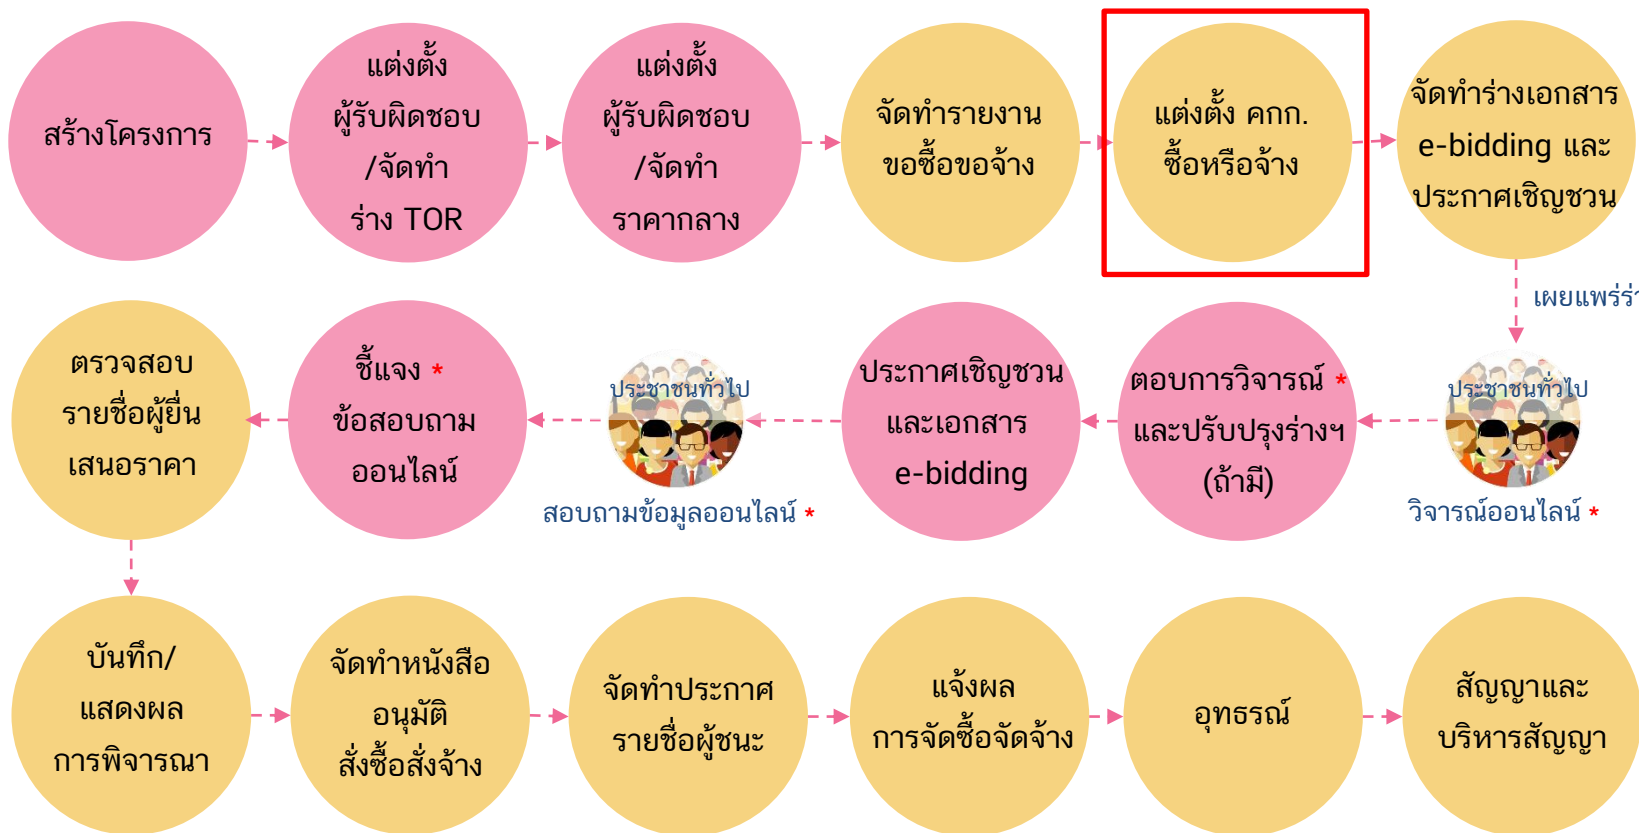 สร้างโครงการ
แต่งตั้ง
ผู้รับผิดชอบ
/จัดทำ
ร่าง TOR
แต่งตั้ง
ผู้รับผิดชอบ
/จัดทำ
ราคากลาง
จัดทำรายงาน
ขอซื้อขอจ้าง
แต่งตั้ง คกก.
ซื้อหรือจ้าง
จัดทำร่างเอกสาร
e-bidding และ
ประกาศเชิญชวน
เผยแพร่ร่า
ประชาชนทั่วไป
วิจารณ์ออนไลน์ *
ตอบการวิจารณ์ *
และปรับปรุงร่างฯ
(ถ้ามี)
ประกาศเชิญชวน
และเอกสาร
e-bidding
ประชาชนทั่วไป
สอบถามข้อมูลออนไลน์ *
ชี้แจง *
ข้อสอบถาม
ออนไลน์
ตรวจสอบ
รายชื่อผู้ยื่น
เสนอราคา
บันทึก/
แสดงผล
การพิจารณา
จัดทำหนังสือ
อนุมัติ
สั่งซื้อสั่งจ้าง
จัดทำประกาศ
รายชื่อผู้ชนะ
แจ้งผล
การจัดซื้อจัดจ้าง
อุทธรณ์
สัญญาและ
บริหารสัญญา